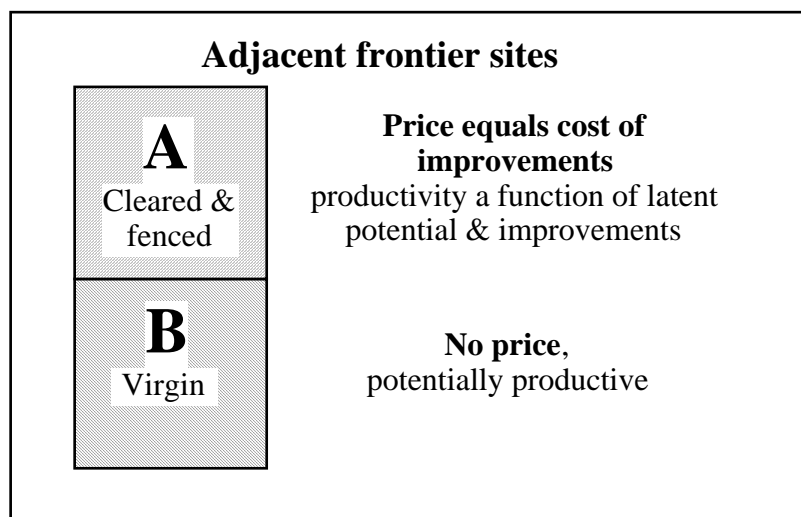 Adjacent frontier sites
A
Cleared &
fenced
Price equals cost of
improvements
productivity a function of latent
potential & improvements
B
Virgin
No price,
potentially productive